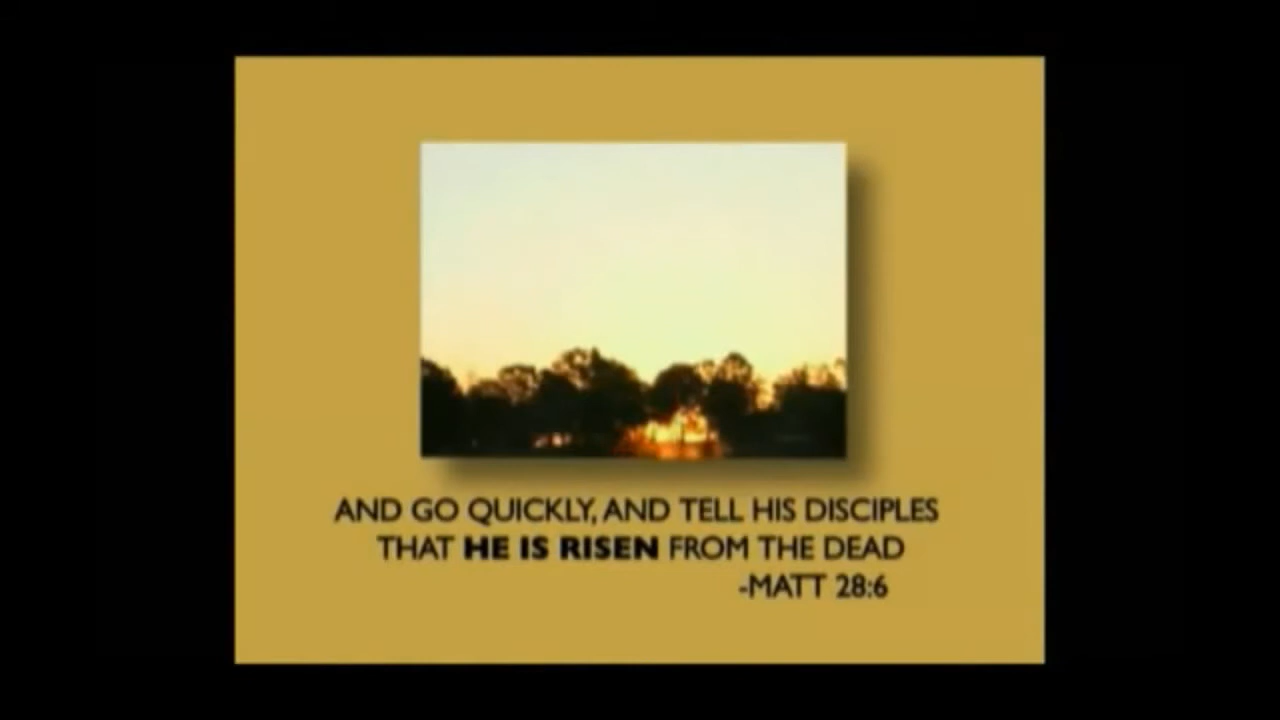 AND GO QUICKLY, AND TELL HIS DISCIPLES
THAT HE IS RISEN FROM THE DEAD
-MATT 28:6